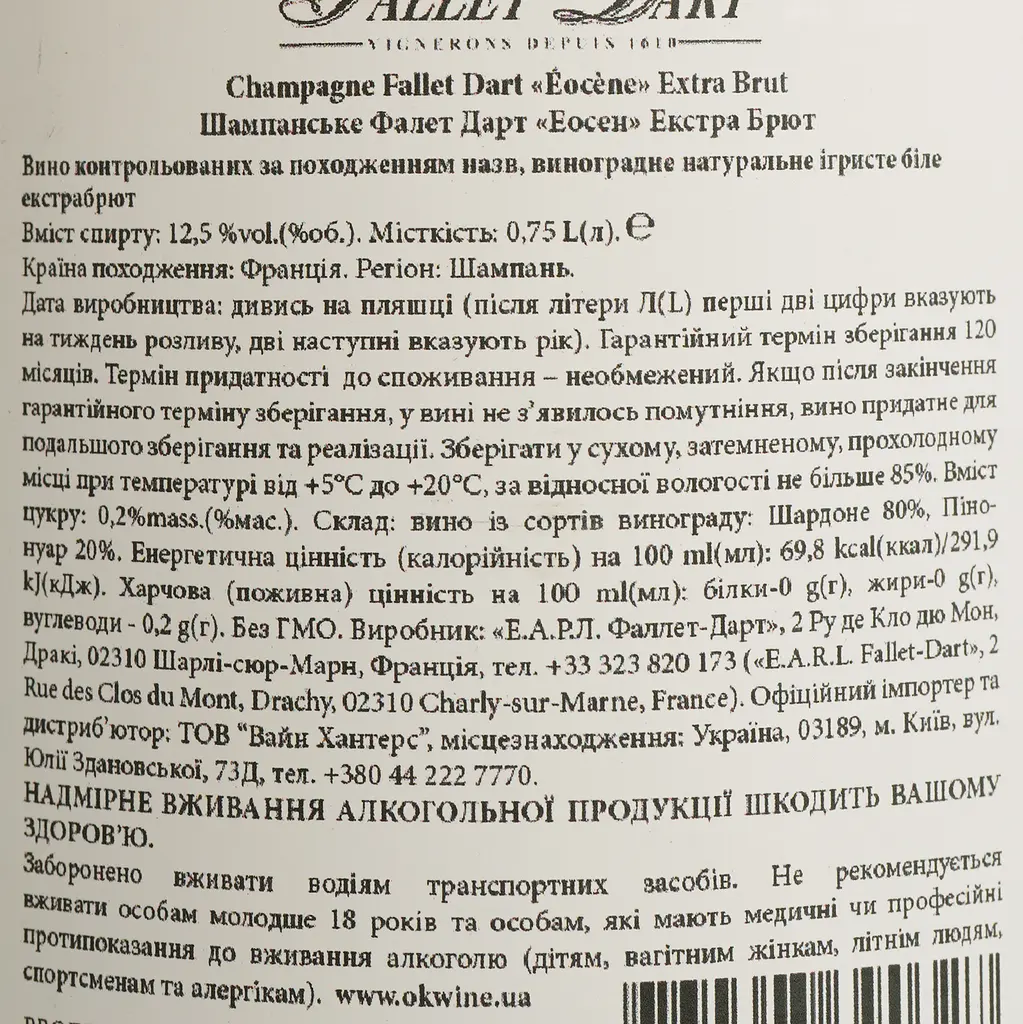 FALLET DART
VIGNERONS DEPUIS 1610
Champagne Fallet Dart «Éocène» Extra Brut
Шампанське Фалет Дарт «Еосен» Екстра Брют
Вино контрольованих за походженням назв, виноградне натуральне ігристе біле
екстрабрют
Вміст спирту: 12,5 %vol.(%об.). Місткість: 0,75 L(л). ℮
Країна походження: Франція. Регіон: Шампань.
Дата виробництва: дивись на пляшці (після літери Л(L) перші дві цифри вказують
на тиждень розливу, дві наступні вказують рік). Гарантійний термін зберігання 120
місяців. Термін придатності до споживання – необмежений. Якщо після закінчення
гарантійного терміну зберігання, у вині не з’явилось помутніння, вино придатне для
подальшого зберігання та реалізації. Зберігати у сухому, затемненому, прохолодному
місці при температурі від +5°C до +20°C, за відносної вологості не більше 85%. Вміст
цукру: 0,2%mass.(%мас.). Склад: вино із сортів винограду: Шардоне 80%, Піно-
нуар 20%. Енергетична цінність (калорійність) на 100 ml(мл): 69,8 kcal(ккал)/291,9
kJ(кДж). Харчова (поживна) цінність на 100 ml(мл): білки-0 g(г), жири-0 g(г),
вуглеводи - 0,2 g(г). Без ГМО. Виробник: «Е.А.Р.Л. Фаллет-Дарт», 2 Ру де Кло дю Мон,
Дракі, 02310 Шарлі-сюр-Марн, Франція, тел. +33 323 820 173 («E.A.R.L. Fallet-Dart», 2
Rue des Clos du Mont, Drachy, 02310 Charly-sur-Marne, France). Офіційний імпортер та
дистриб’ютор: ТОВ “Вайн Хантерс”, місцезнаходження: Україна, 03189, м. Київ, вул.
Юлії Здановської, 73Д, тел. +380 44 222 7770.
НАДМІРНЕ ВЖИВАННЯ АЛКОГОЛЬНОЇ ПРОДУКЦІЇ ШКОДИТЬ ВАШОМУ
ЗДОРОВ’Ю.
Заборонено вживати водіям транспортних засобів. Не рекомендується
вживати особам молодше 18 років та особам, які мають медичні чи професійні
протипоказання до вживання алкоголю (дітям, вагітним жінкам, літнім людям,
спортсменам та алергікам). www.okwine.ua